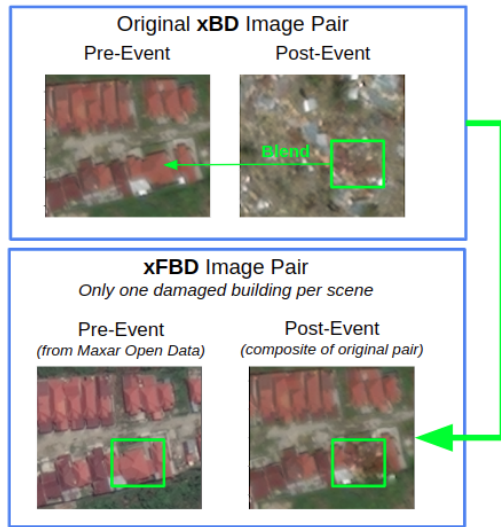 Original xBD Image Pair
Pre-Event
Post-Event
Blend
xFBD Image Pair
Only one damaged building per scene
Pre-Event
(from Maxar Open Data)
Post-Event
(composite of original pair)